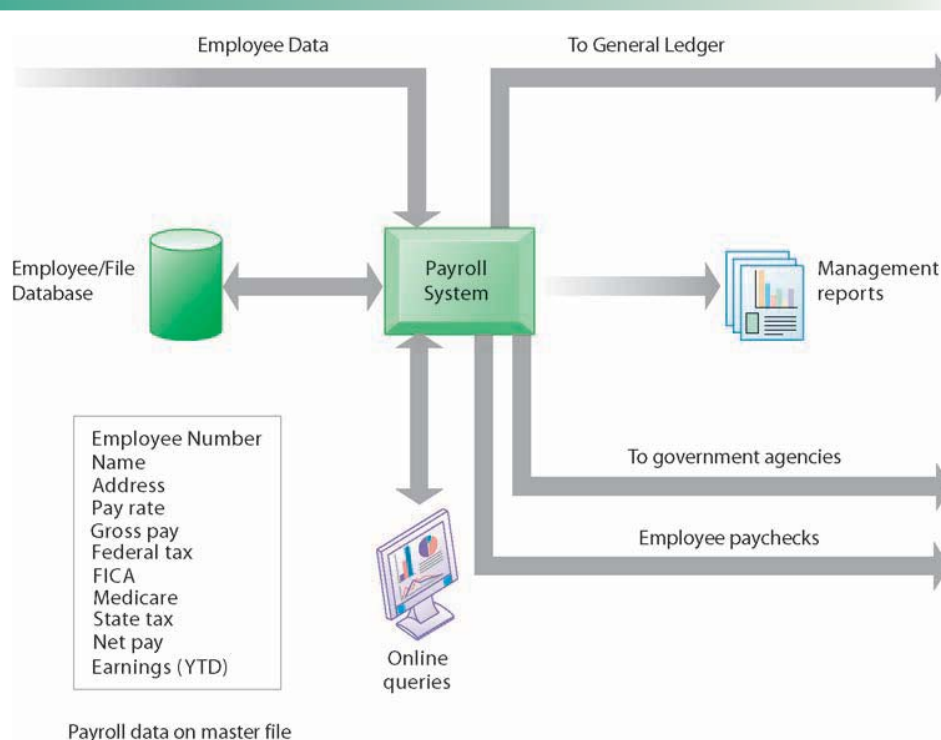 Employee Data
To General Ledger
Employee/File
Database
Payroll
System
Management
reports
Employee Number
Name
Address
Pay rate
Gross pay
Federal tax
FICA
Medicare
State tax
Net pay
Earnings (YTD)
To government agencies
Employee paychecks
Online
queries
Payroll data on master file